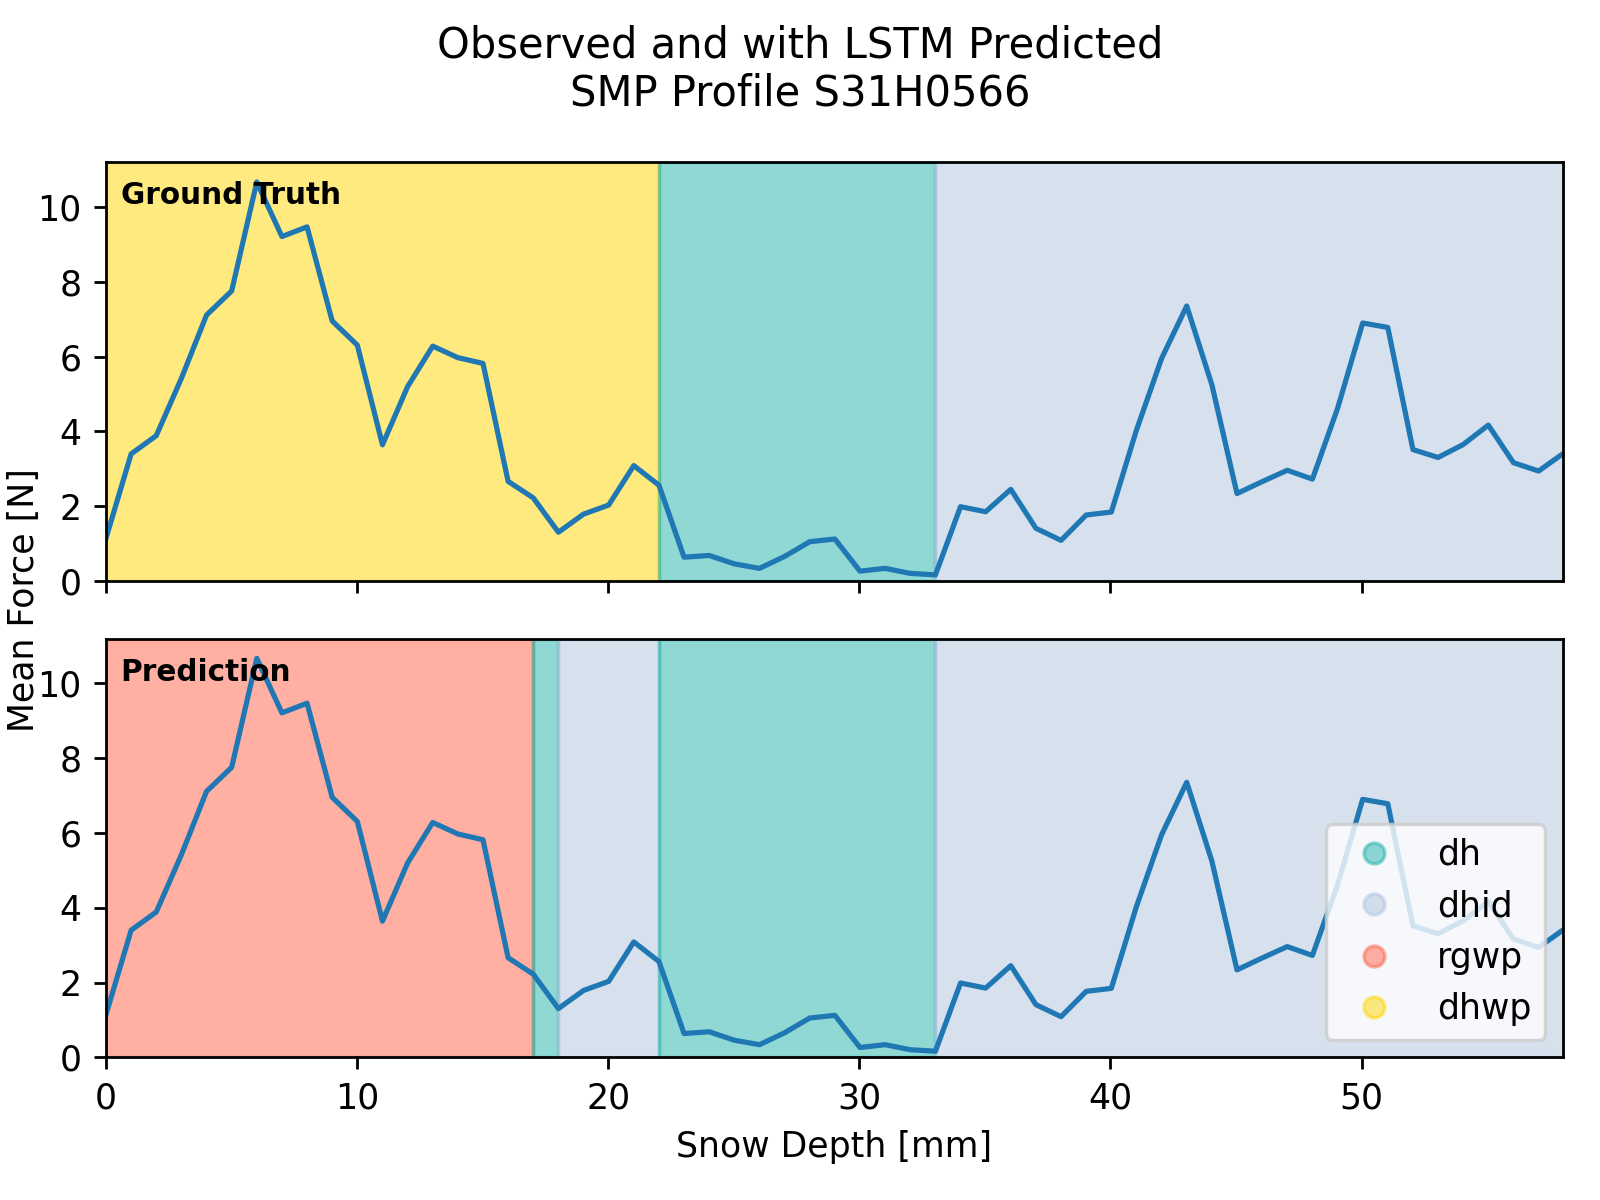 Observed and with LSTM Predicted
SMP Profile S31H0566
Ground Truth
10
8
6
4
2
0
Mean Force [N]
Prediction
10
8
6
4
2
0
dh
dhid
rgwp
dhwp
0 10 20 30 40 50
Snow Depth [mm]